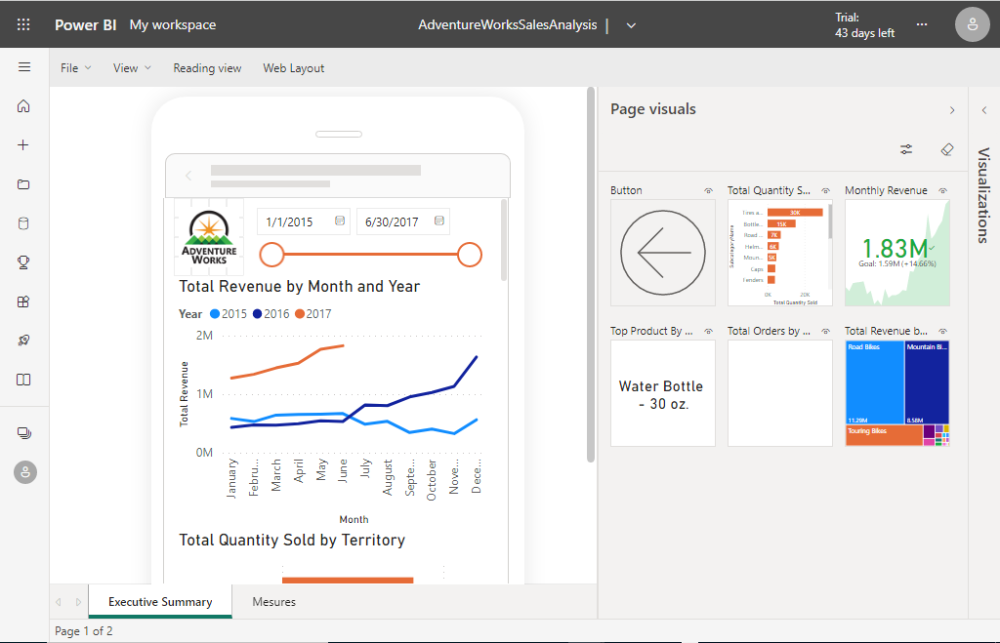 Power BI My workspace
AdventureWorksSalesAnalysis |
Trial:
43 days left
File View Reading view Web Layout
ADVENTURE
WORKS
1/1/2015 6/30/2017
Total Revenue by Month and Year
Year 2015 2016 2017
Total Revenue
2M
1M
0M
January Febru... March April May June July August Septe... October Nove... Dece...
Month
Total Quantity Sold by Territory
Page visuals
Visualizations
Button
Total Quantity S...
SubcategoryName
Tires a... 30K
Bottle... 15K
Road ... 7K
Helm... 6K
Moun... 5K
Caps
Fenders
0K 20K
Total Quantity Sold
Monthly Revenue
1.83M
Goal: 1.59M (+14.66%)
Top Product By ...
Water Bottle
- 30 oz.
Total Orders by ...
Total Revenue b...
Road Bikes Mountain Bi...
11.29M 8.58M
Touring Bikes
Executive Summary Mesures
Page 1 of 2